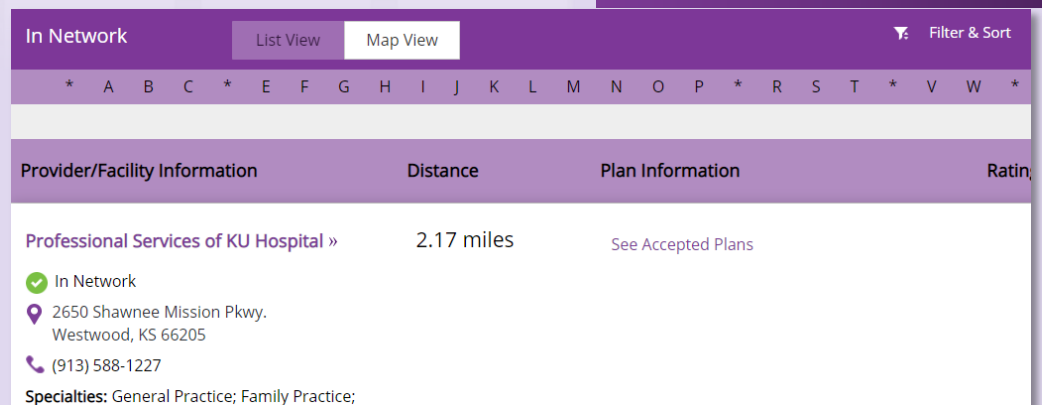 In Network List View Map View Filter & Sort
* A B C * E F G H I J K L M N O P * R S T * V W *
Provider/Facility Information Distance Plan Information Ratin
Professional Services of KU Hospital » 2.17 miles See Accepted Plans
In Network
2650 Shawnee Mission Pkwy.
Westwood, KS 66205
(913) 588-1227
Specialties: General Practice; Family Practice;